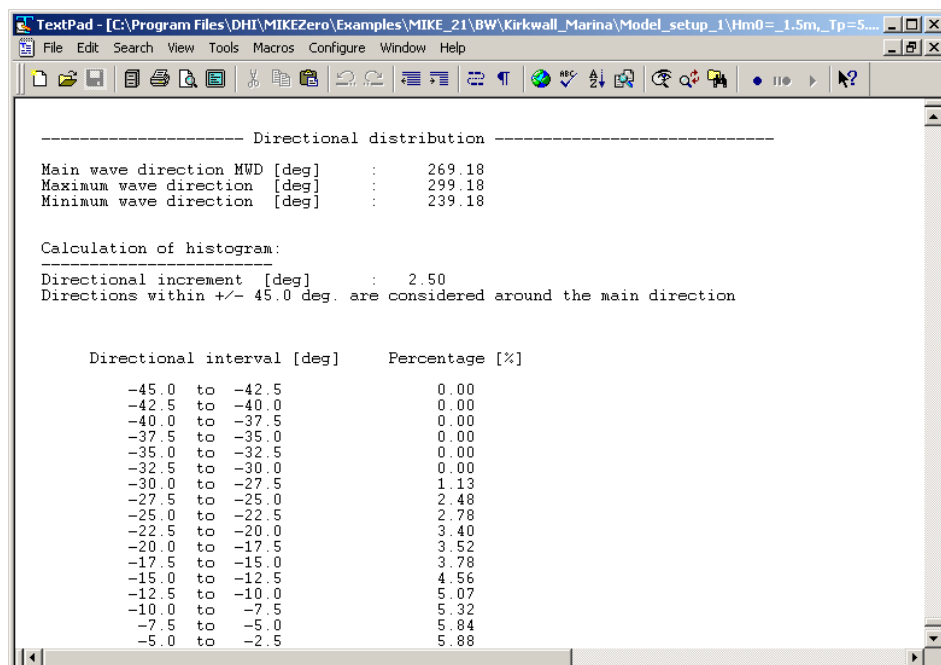 TextPad - [C:\Program Files\DHI\MIKEZero\Examples\MIKE_21\BW\Kirkwall_Marina\Model_setup_1\Hm0=_1.5m,_Tp=5....
File Edit Search View Tools Macros Configure Window Help
---------------------- Directional distribution -----------------------------
Main wave direction MWD [deg] : 269.18
Maximum wave direction [deg] : 299.18
Minimum wave direction [deg] : 239.18
Calculation of histogram:
------------------------
Directional increment [deg] : 2.50
Directions within +/- 45.0 deg. are considered around the main direction
Directional interval [deg] Percentage [%]
-45.0 to -42.5 0.00
-42.5 to -40.0 0.00
-40.0 to -37.5 0.00
-37.5 to -35.0 0.00
-35.0 to -32.5 0.00
-32.5 to -30.0 0.00
-30.0 to -27.5 1.13
-27.5 to -25.0 2.48
-25.0 to -22.5 2.78
-22.5 to -20.0 3.40
-20.0 to -17.5 3.52
-17.5 to -15.0 3.78
-15.0 to -12.5 4.56
-12.5 to -10.0 5.07
-10.0 to -7.5 5.32
-7.5 to -5.0 5.84
-5.0 to -2.5 5.88